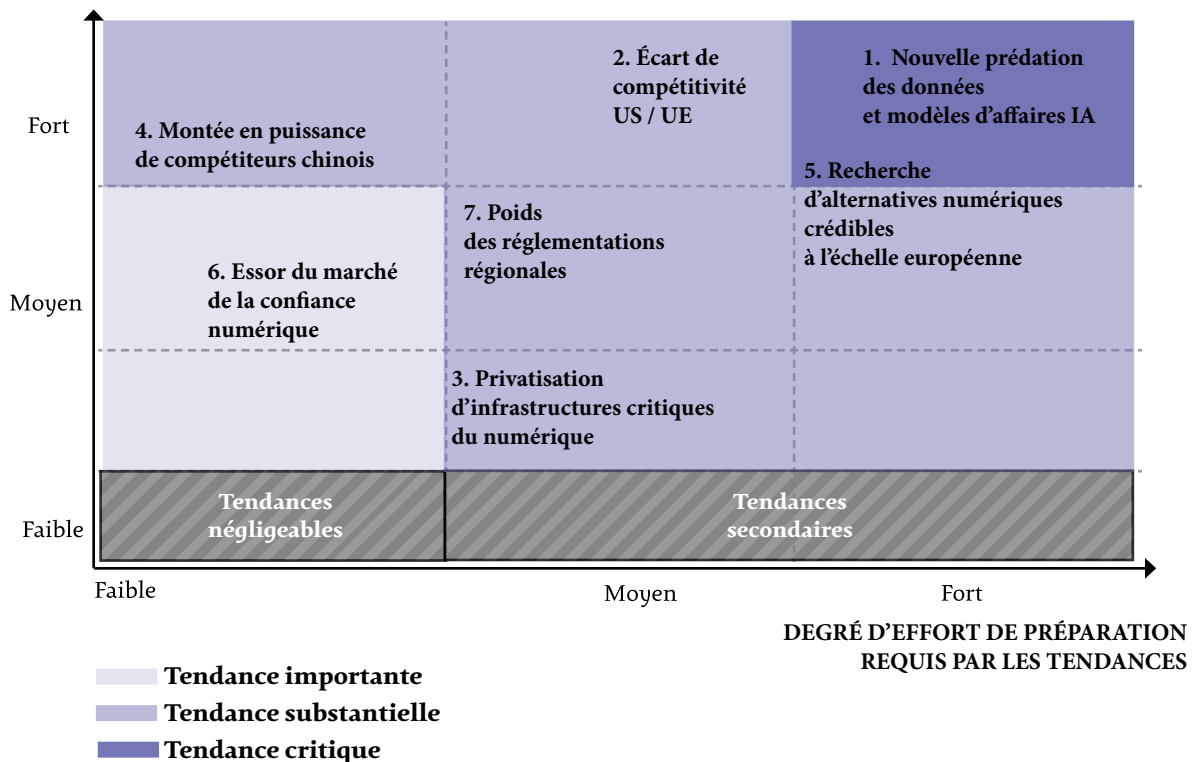 Fort
Moyen
Faible
4. Montée en puissance
de compétiteurs chinois
2. Écart de
compétitivité
US / UE
1. Nouvelle prédation
des données
et modèles d’affaires IA
6. Essor du marché
de la confiance
numérique
7. Poids
des réglementations
régionales
5. Recherche
d’alternatives numériques
crédibles
à l’échelle européenne
3. Privatisation
d’infrastructures critiques
du numérique
Tendances
négligeables
Tendances
secondaires
Faible
Moyen
Fort
DEGRÉ D’EFFORT DE PRÉPARATION
REQUIS PAR LES TENDANCES
Tendance importante
Tendance substantielle
Tendance critique